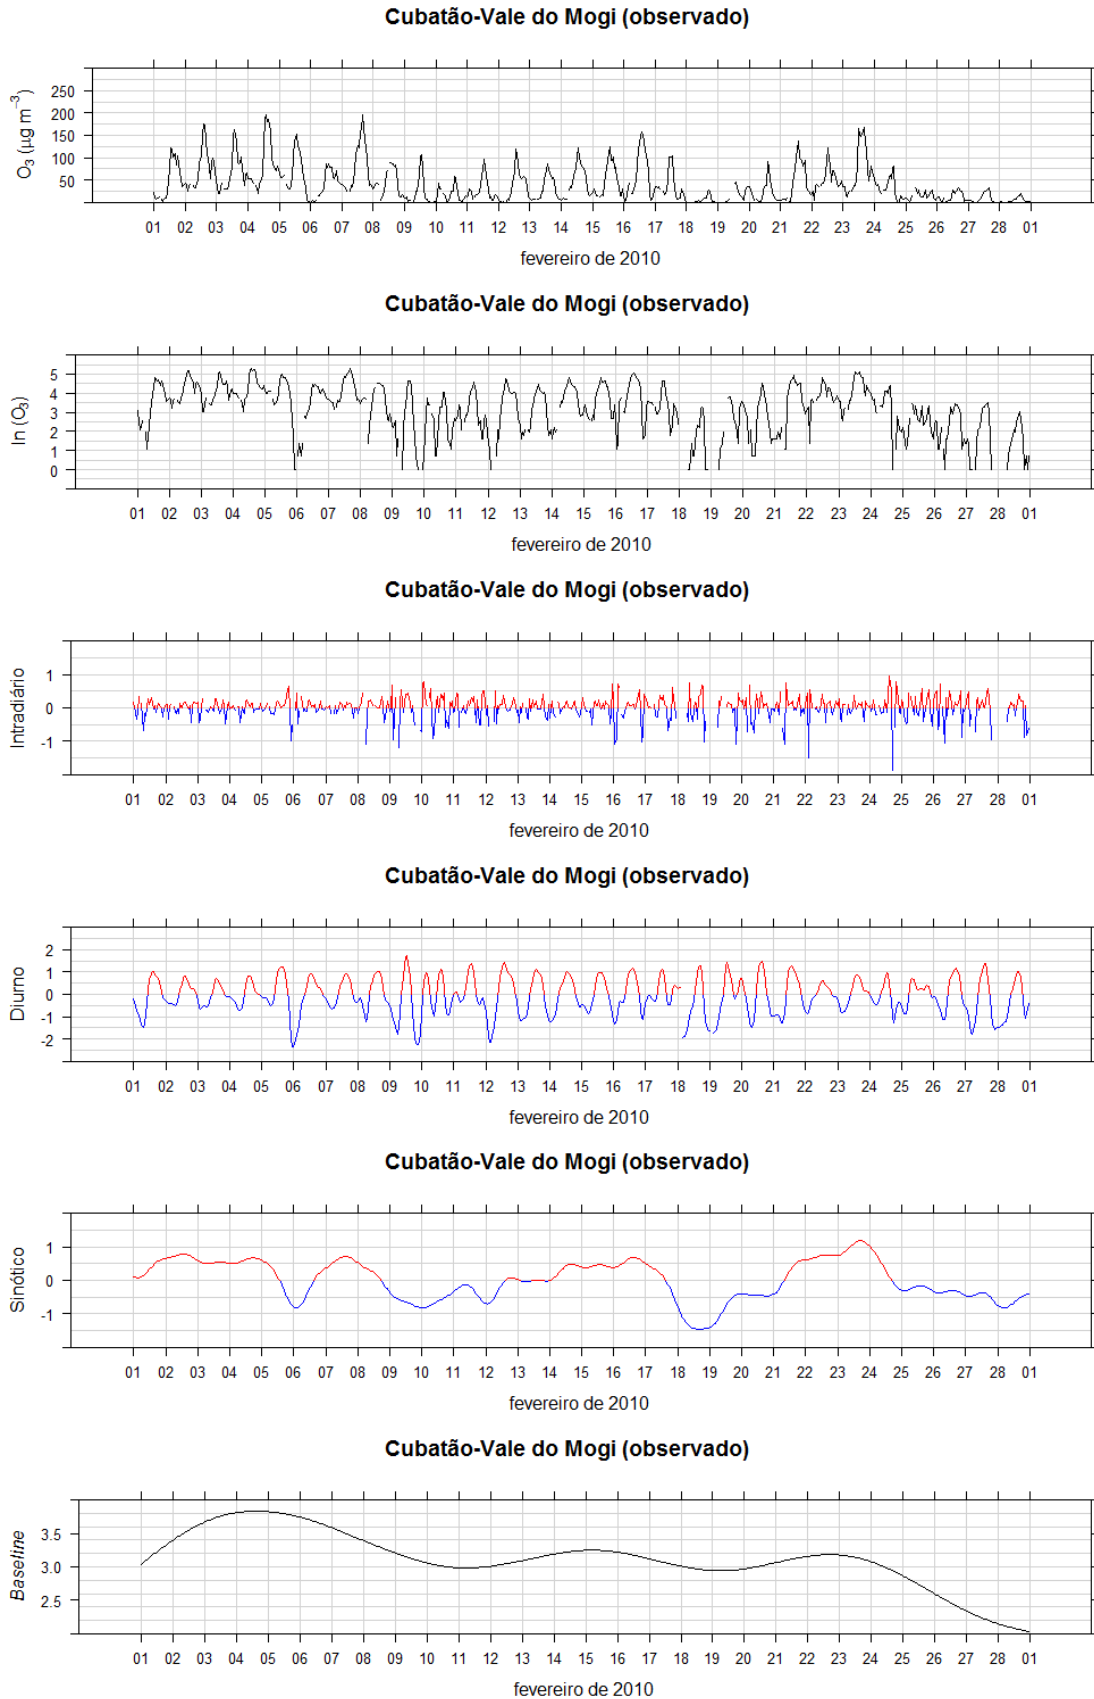 Cubatão-Vale do Mogi (observado)
O3 (µg m−3)
250
200
150
100
50
01 02 03 04 05 06 07 08 09 10 11 12 13 14 15 16 17 18 19 20 21 22 23 24 25 26 27 28 01
fevereiro de 2010
Cubatão-Vale do Mogi (observado)
ln (O3)
5
4
3
2
1
0
01 02 03 04 05 06 07 08 09 10 11 12 13 14 15 16 17 18 19 20 21 22 23 24 25 26 27 28 01
fevereiro de 2010
Cubatão-Vale do Mogi (observado)
Intradiário
1
0
-1
01 02 03 04 05 06 07 08 09 10 11 12 13 14 15 16 17 18 19 20 21 22 23 24 25 26 27 28 01
fevereiro de 2010
Cubatão-Vale do Mogi (observado)
Diurno
2
1
0
-1
-2
01 02 03 04 05 06 07 08 09 10 11 12 13 14 15 16 17 18 19 20 21 22 23 24 25 26 27 28 01
fevereiro de 2010
Cubatão-Vale do Mogi (observado)
Sinótico
1
0
-1
01 02 03 04 05 06 07 08 09 10 11 12 13 14 15 16 17 18 19 20 21 22 23 24 25 26 27 28 01
fevereiro de 2010
Cubatão-Vale do Mogi (observado)
Baseline
3.5
3.0
2.5
01 02 03 04 05 06 07 08 09 10 11 12 13 14 15 16 17 18 19 20 21 22 23 24 25 26 27 28 01
fevereiro de 2010